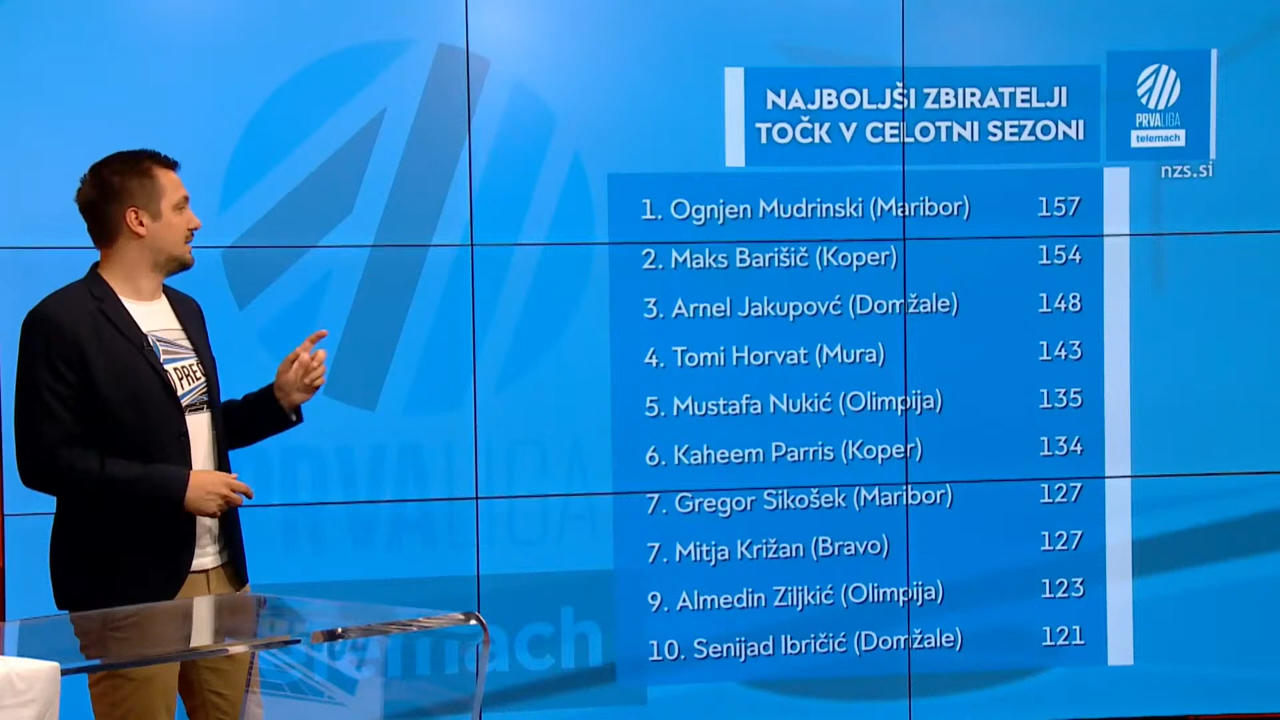 NAJBOLJŠI ZBIRATELJI
TOČK V CELOTNI SEZONI
PRVALIGA
telemach
nzs.si
1. Ognjen Mudrinski (Maribor) 157
2. Maks Barišič (Koper) 154
3. Arnel Jakupovć (Domžale) 148
4. Tomi Horvat (Mura) 143
5. Mustafa Nukić (Olimpija) 135
6. Kaheem Parris (Koper) 134
7. Gregor Sikošek (Maribor) 127
7. Mitja Križan (Bravo) 127
9. Almedin Ziljkić (Olimpija) 123
10. Senijad Ibričić (Domžale) 121
PRVALIGA